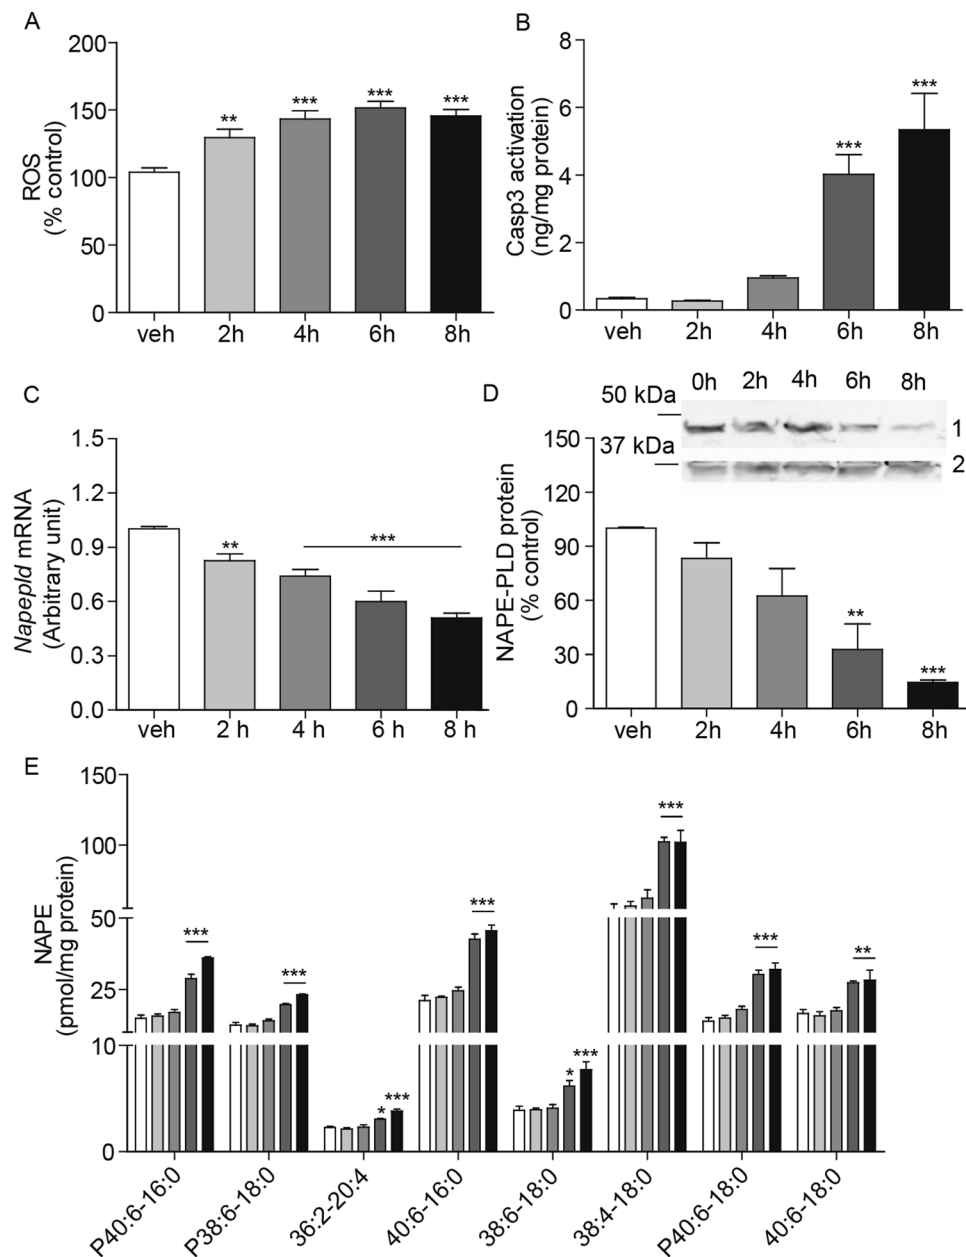 A
ROS
(% control)
200
150
100
50
0
**
***
***
***
veh 2h 4h 6h 8h
B
Casp3 activation
(ng/mg protein)
8
6
4
2
0
***
***
veh 2h 4h 6h 8h
C
Napepld mRNA
(Arbitrary unit)
1.5
1.2
0.9
0.6
0.3
0.0
**
***
veh 2 h 4 h 6 h 8 h
D
0h 2h 4h 6h 8h
50 kDa
1
37 kDa
2
NAPE-PLD protein
(% control)
150
120
90
60
30
0
**
***
veh 2h 4h 6h 8h
E
NAPE
(pmol/mg protein)
150
100
50
25
10
0
***
***
*
***
***
*
***
***
***
**
P40:6-16:0
P38:6-18:0
36:2-20:4
40:6-16:0
38:6-18:0
38:4-18:0
P40:6-18:0
40:6-18:0